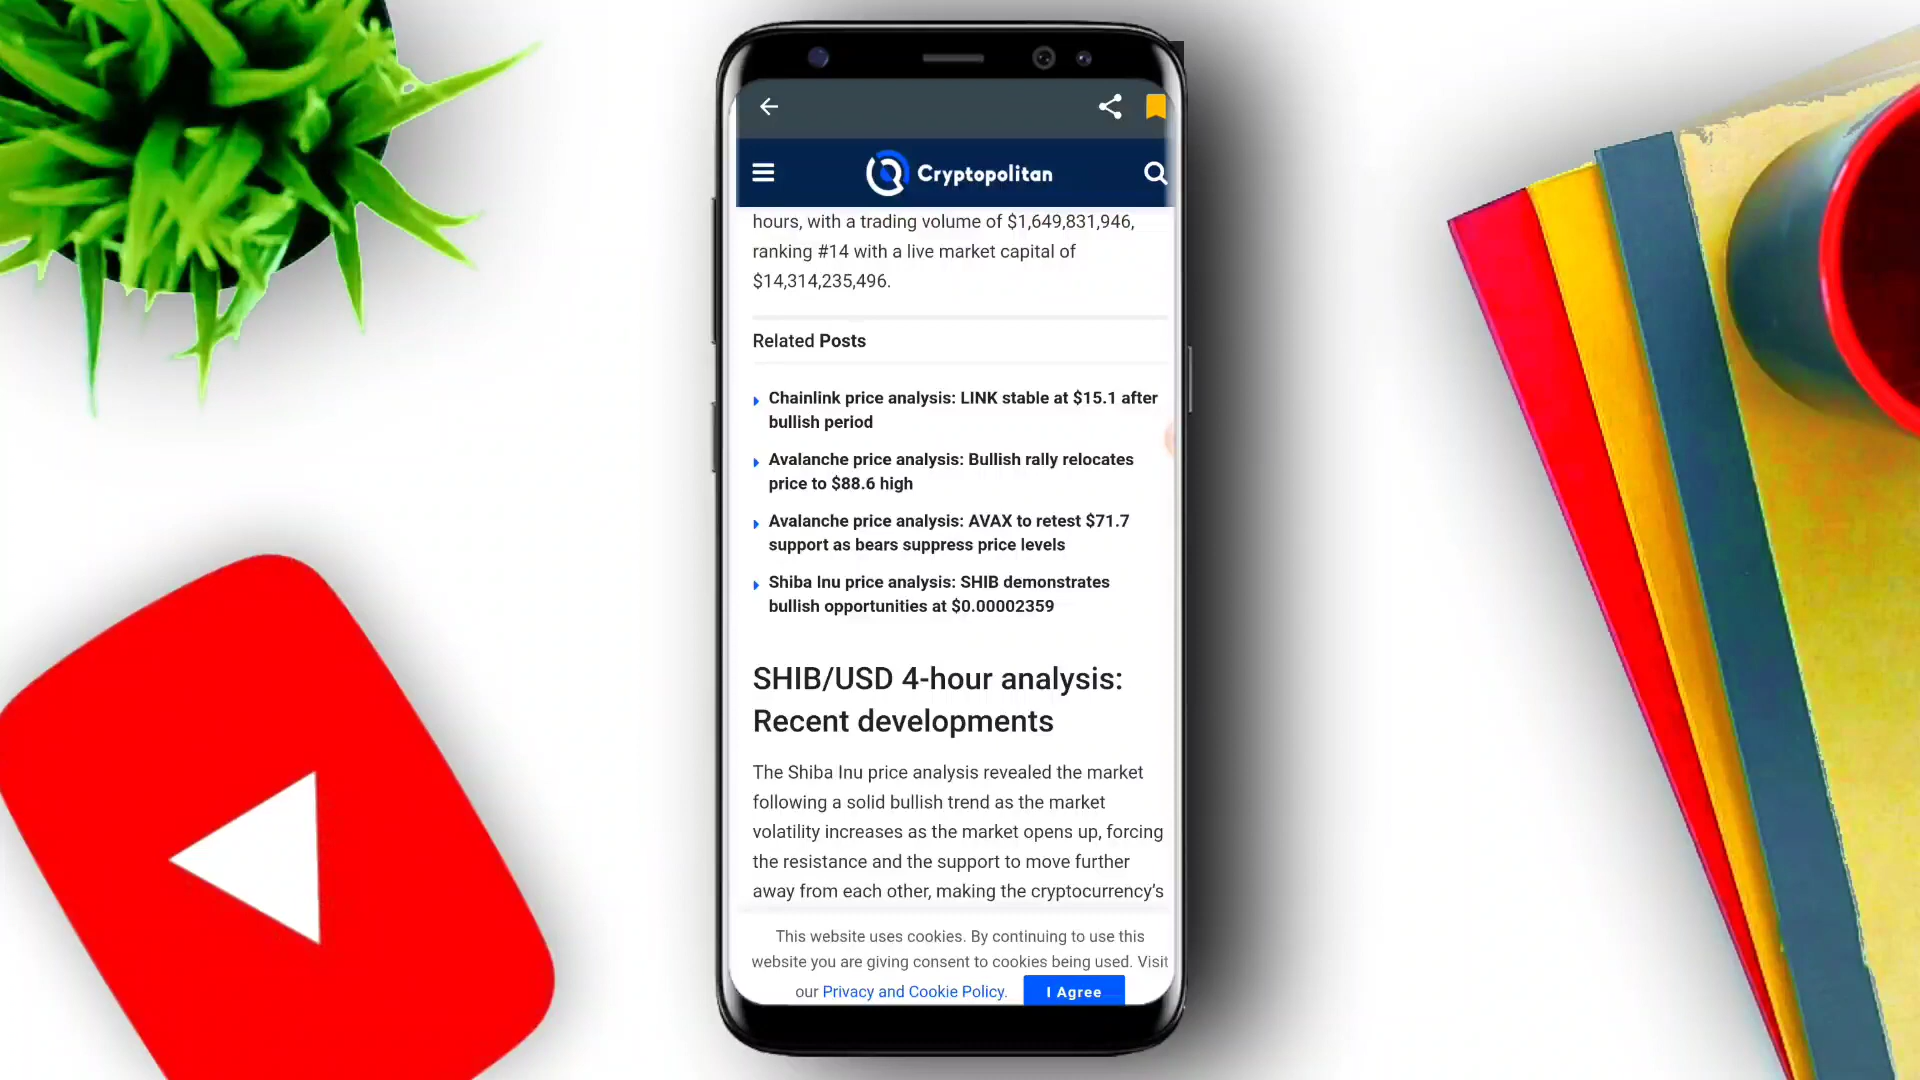 Cryptopolitan
hours, with a trading volume of $1,649,831,946,
ranking #14 with a live market capital of
$14,314,235,496.
Related Posts
Chainlink price analysis: LINK stable at $15.1 after
bullish period
Avalanche price analysis: Bullish rally relocates
price to $88.6 high
Avalanche price analysis: AVAX to retest $71.7
support as bears suppress price levels
Shiba Inu price analysis: SHIB demonstrates
bullish opportunities at $0.00002359
SHIB/USD 4-hour analysis:
Recent developments
The Shiba Inu price analysis revealed the market
following a solid bullish trend as the market
volatility increases as the market opens up, forcing
the resistance and the support to move further
away from each other, making the cryptocurrency’s
This website uses cookies. By continuing to use this
website you are giving consent to cookies being used. Visit
our Privacy and Cookie Policy. I Agree